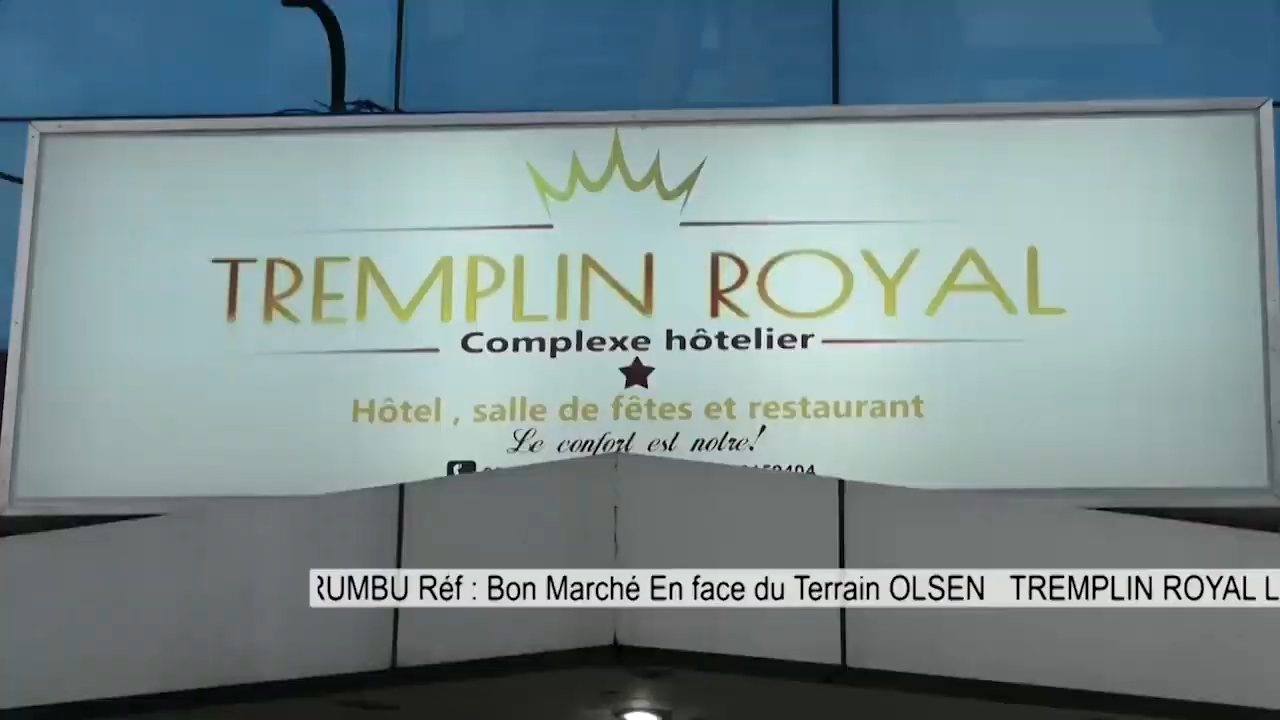 TREMPLIN ROYAL
Complexe hôtelier
Hôtel , salle de fêtes et restaurant
Le confort est notre!
RUMBU Réf : Bon Marché En face du Terrain OLSEN TREMPLIN ROYAL L